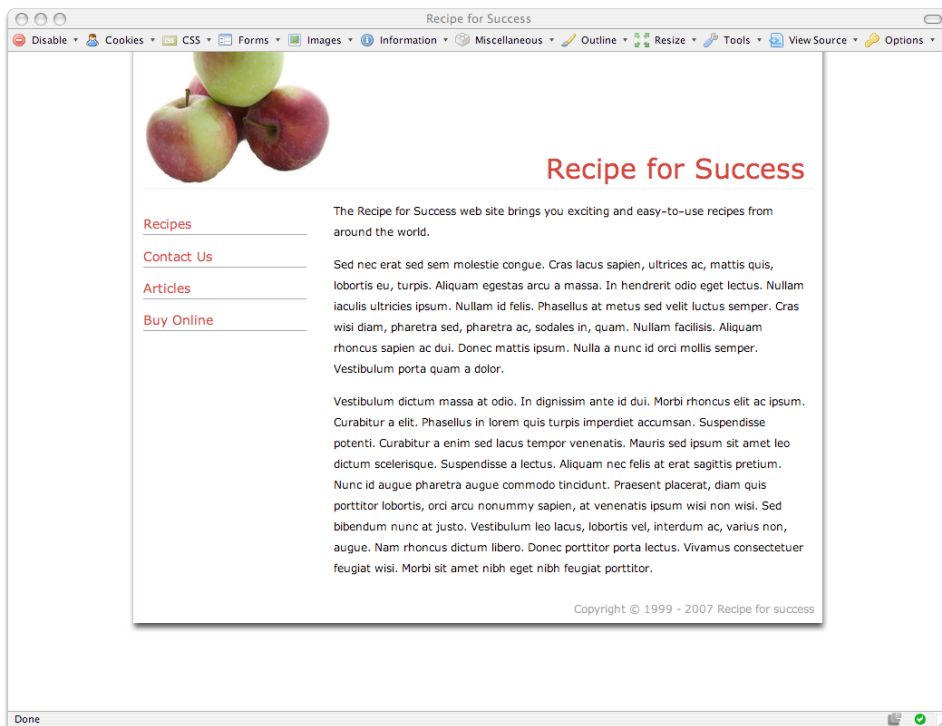 Recipe for Success
Disable Cookies CSS Forms Images Information Miscellaneous Outline Resize Tools View Source Options
Recipe for Success
Recipes
Contact Us
Articles
Buy Online
The Recipe for Success web site brings you exciting and easy-to-use recipes from
around the world.
Sed nec erat sed sem molestie congue. Cras lacus sapien, ultrices ac, mattis quis,
lobortis eu, turpis. Aliquam egestas arcu a massa. In hendrerit odio eget lectus. Nullam
iaculis ultricies ipsum. Nullam id felis. Phasellus at metus sed velit luctus semper. Cras
wisi diam, pharetra sed, pharetra ac, sodales in, quam. Nullam facilisis. Aliquam
rhoncus sapien ac dui. Donec mattis ipsum. Nulla a nunc id orci mollis semper.
Vestibulum porta quam a dolor.
Vestibulum dictum massa at odio. In dignissim ante id dui. Morbi rhoncus elit ac ipsum.
Curabitur a elit. Phasellus in lorem quis turpis imperdiet accumsan. Suspendisse
potenti. Curabitur a enim sed lacus tempor venenatis. Mauris sed ipsum sit amet leo
dictum scelerisque. Suspendisse a lectus. Aliquam nec felis at erat sagittis pretium.
Nunc id augue pharetra augue commodo tincidunt. Praesent placerat, diam quis
porttitor lobortis, orci arcu nonummy sapien, at venenatis ipsum wisi non wisi. Sed
bibendum nunc at justo. Vestibulum leo lacus, lobortis vel, interdum ac, varius non,
augue. Nam rhoncus dictum libero. Donec porttitor porta lectus. Vivamus consectetuer
feugiat wisi. Morbi sit amet nibh eget nibh feugiat porttitor.
Copyright © 1999 - 2007 Recipe for success
Done